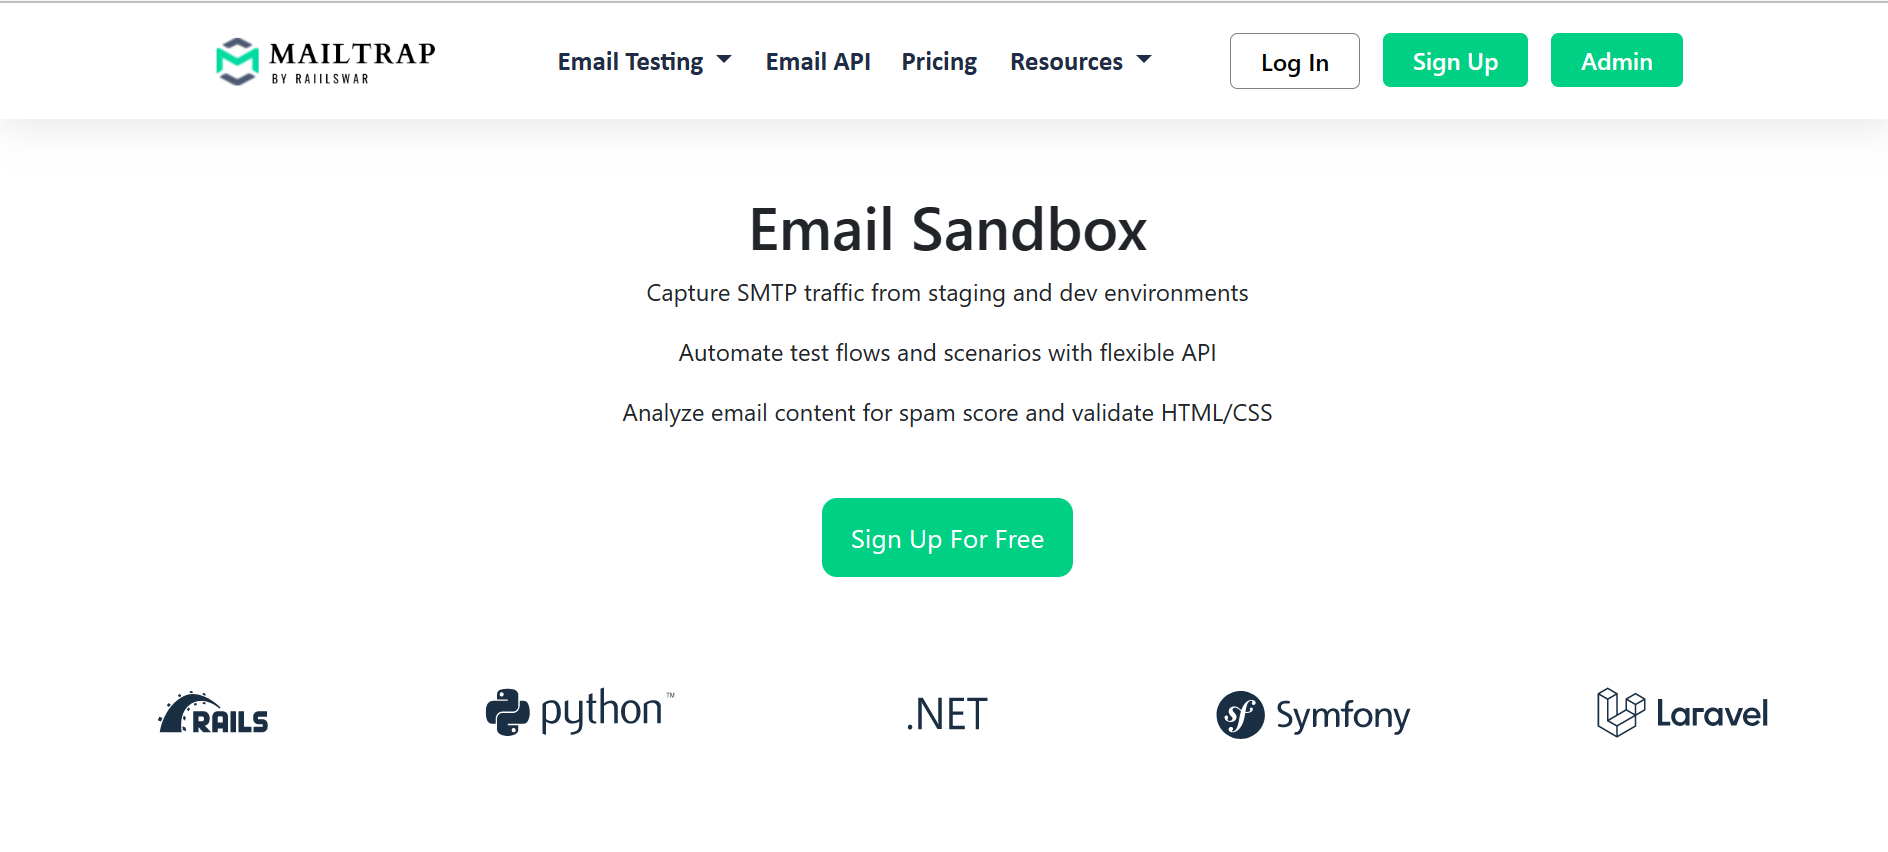 MAILTRAP
BY RAIILSWAR
Email Testing Email API Pricing Resources Log In Sign Up Admin
Email Sandbox
Capture SMTP traffic from staging and dev environments
Automate test flows and scenarios with flexible API
Analyze email content for spam score and validate HTML/CSS
Sign Up For Free
RAILS python™ .NET sf Symfony Laravel